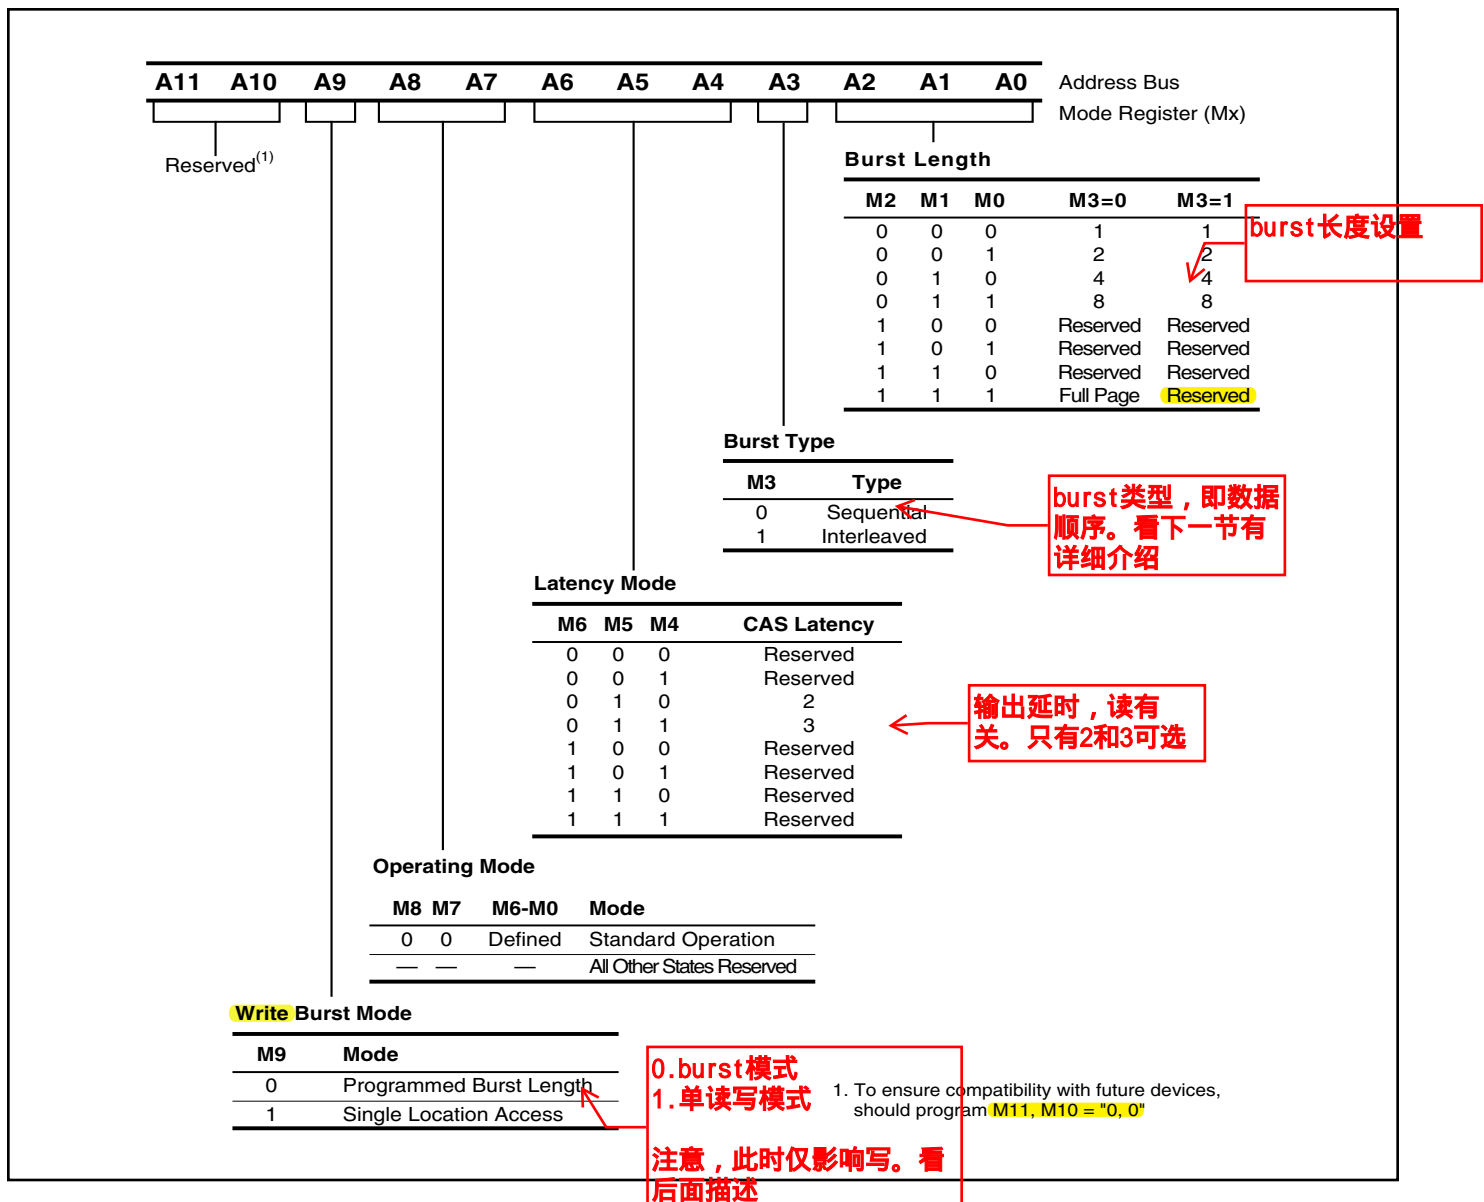 A11 A10 A9 A8 A7 A6 A5 A4 A3 A2 A1 A0 Address Bus
Mode Register (Mx)
Reserved(1)
Burst Length
M2 M1 M0 M3=0 M3=1
0 0 0 1 1
0 0 1 2 2
0 1 0 4 4
0 1 1 8 8
1 0 0 Reserved Reserved
1 0 1 Reserved Reserved
1 1 0 Reserved Reserved
1 1 1 Full Page Reserved
burst长度设置
Burst Type
M3 Type
0 Sequential
1 Interleaved
burst类型，即数据
顺序。看下一节有
详细介绍
Latency Mode
M6 M5 M4 CAS Latency
0 0 0 Reserved
0 0 1 Reserved
0 1 0 2
0 1 1 3
1 0 0 Reserved
1 0 1 Reserved
1 1 0 Reserved
1 1 1 Reserved
输出延时，读有
关。只有2和3可选
Operating Mode
M8 M7 M6-M0 Mode
0 0 Defined Standard Operation
— — — All Other States Reserved
Write Burst Mode
M9 Mode
0 Programmed Burst Length
1 Single Location Access
0.burst模式
1.单读写模式
注意，此时仅影响写。看
后面描述
1. To ensure compatibility with future devices,
should program M11, M10 = "0, 0"